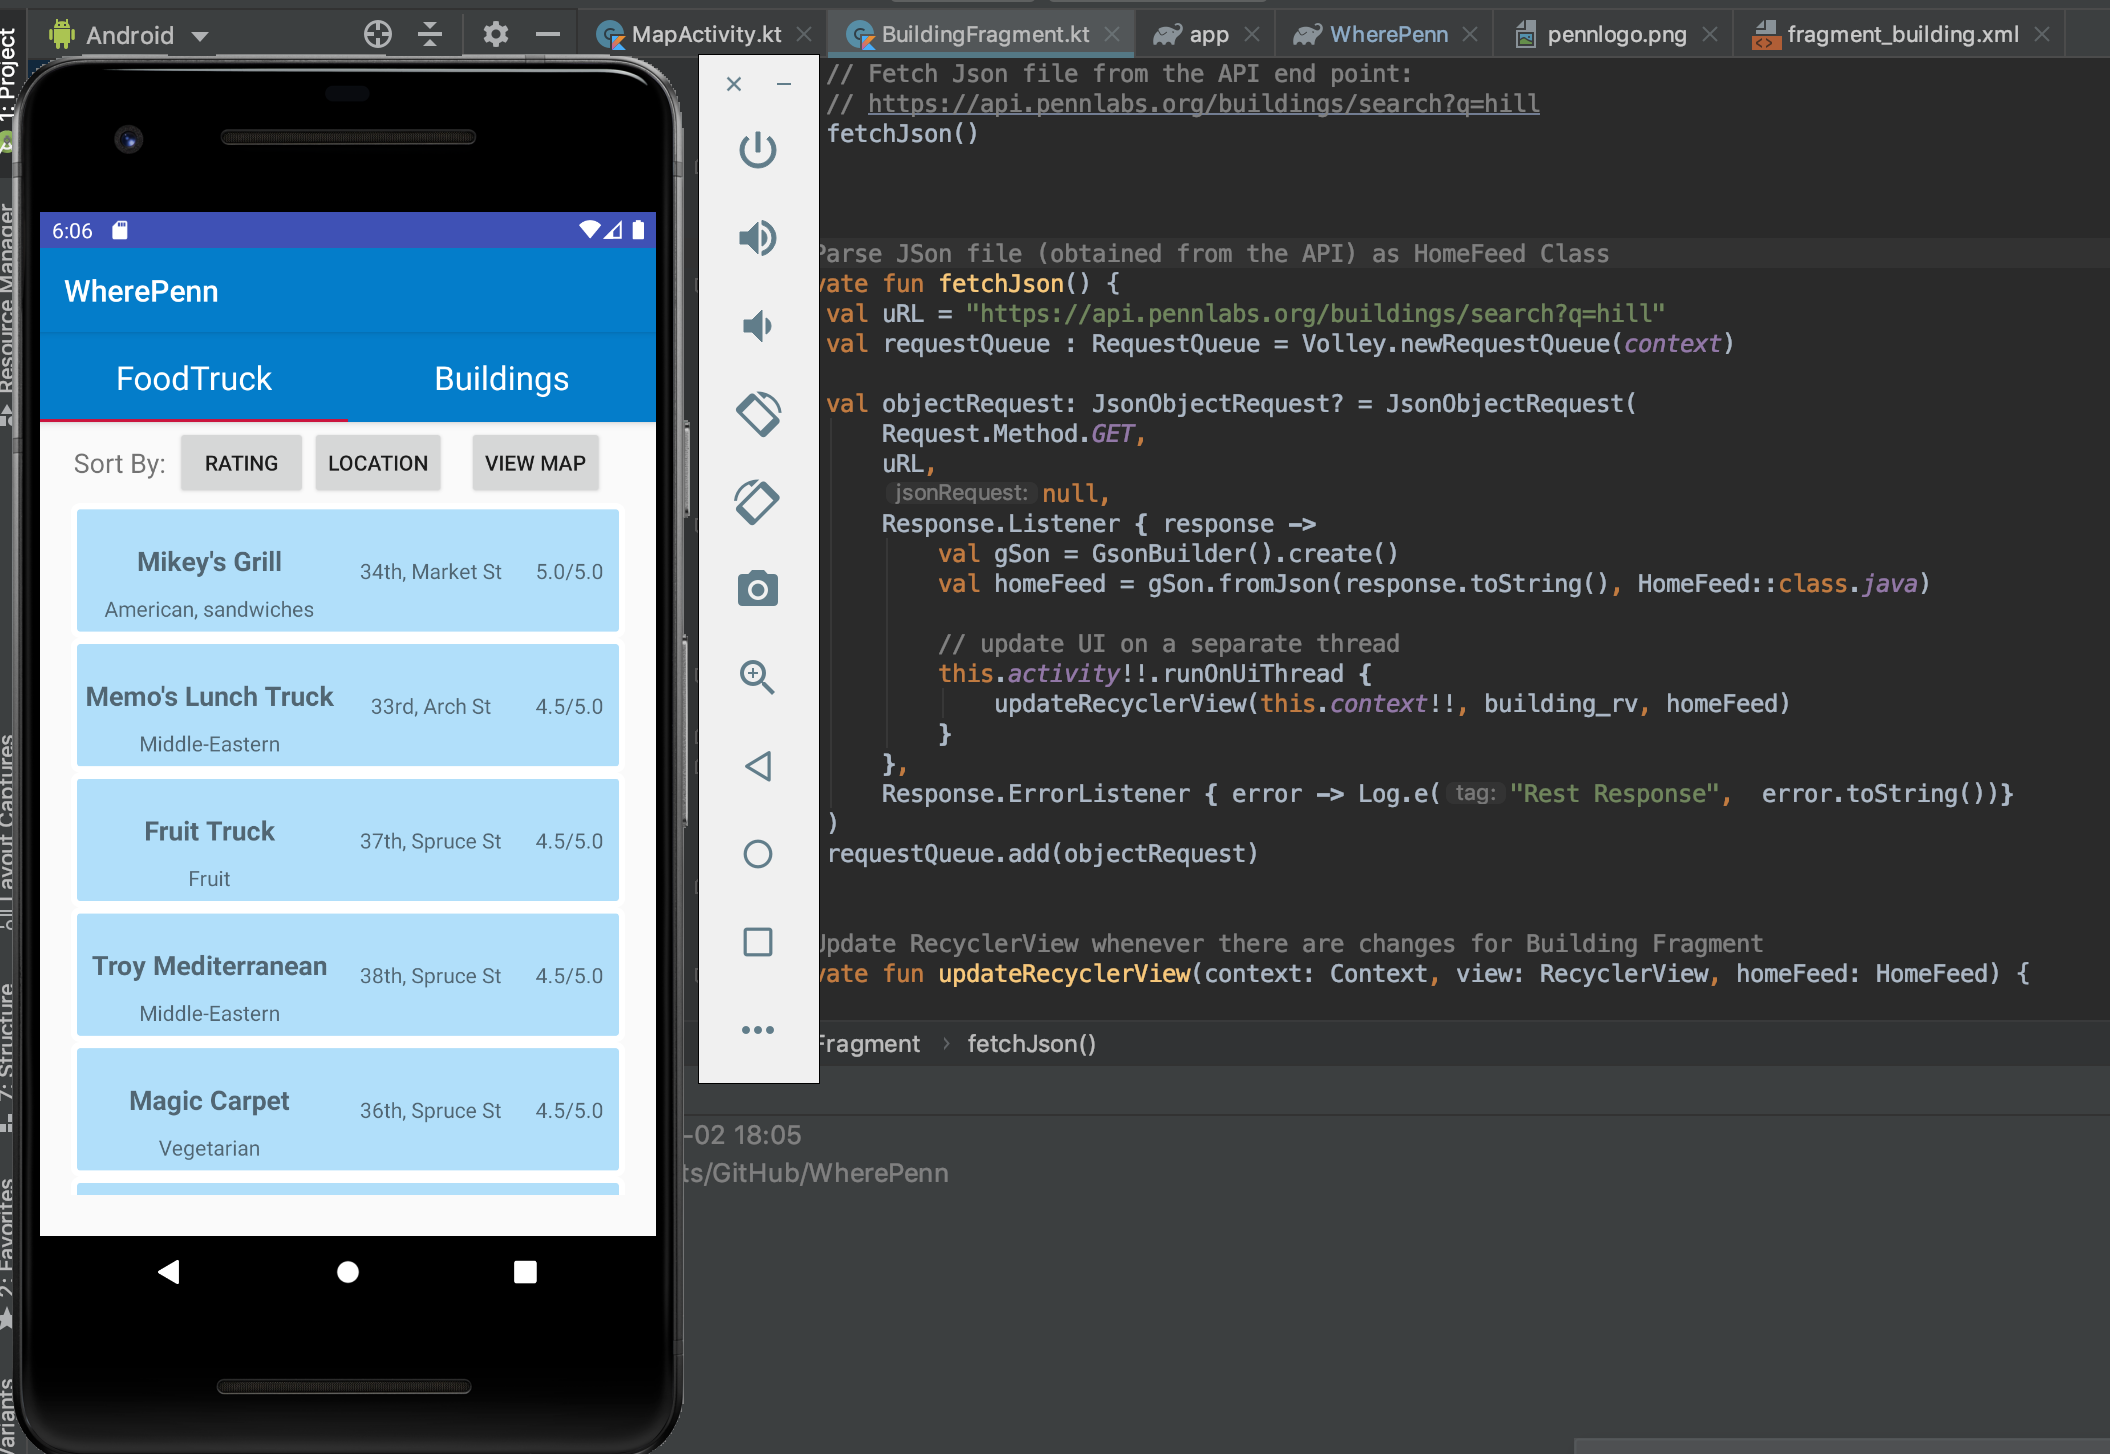 1: Project
Android
MapActivity.kt
BuildingFragment.kt
app
WherePenn
pennlogo.png
fragment_building.xml
Resource Manager
Layout Captures
7: Structure
2: Favorites
6:06
WherePenn
FoodTruck
Buildings
Sort By:
RATING
LOCATION
VIEW MAP
Mikey's Grill
34th, Market St
5.0/5.0
American, sandwiches
Memo's Lunch Truck
33rd, Arch St
4.5/5.0
Middle-Eastern
Fruit Truck
37th, Spruce St
4.5/5.0
Fruit
Troy Mediterranean
38th, Spruce St
4.5/5.0
Middle-Eastern
Magic Carpet
36th, Spruce St
4.5/5.0
Vegetarian
// Fetch Json file from the API end point:
// https://api.pennlabs.org/buildings/search?q=hill
fetchJson()
Parse JSon file (obtained from the API) as HomeFeed Class
vate fun fetchJson() {
val uRL = "https://api.pennlabs.org/buildings/search?q=hill"
val requestQueue : RequestQueue = Volley.newRequestQueue(context)
val objectRequest: JsonObjectRequest? = JsonObjectRequest(
Request.Method.GET,
uRL,
jsonRequest: null,
Response.Listener { response ->
val gSon = GsonBuilder().create()
val homeFeed = gSon.fromJson(response.toString(), HomeFeed::class.java)
// update UI on a separate thread
this.activity!!.runOnUiThread {
updateRecyclerView(this.context!!, building_rv, homeFeed)
}
},
Response.ErrorListener { error -> Log.e( tag: "Rest Response",  error.toString())}
)
requestQueue.add(objectRequest)
Update RecyclerView whenever there are changes for Building Fragment
vate fun updateRecyclerView(context: Context, view: RecyclerView, homeFeed: HomeFeed) {
Fragment › fetchJson()
-02 18:05
ts/GitHub/WherePenn